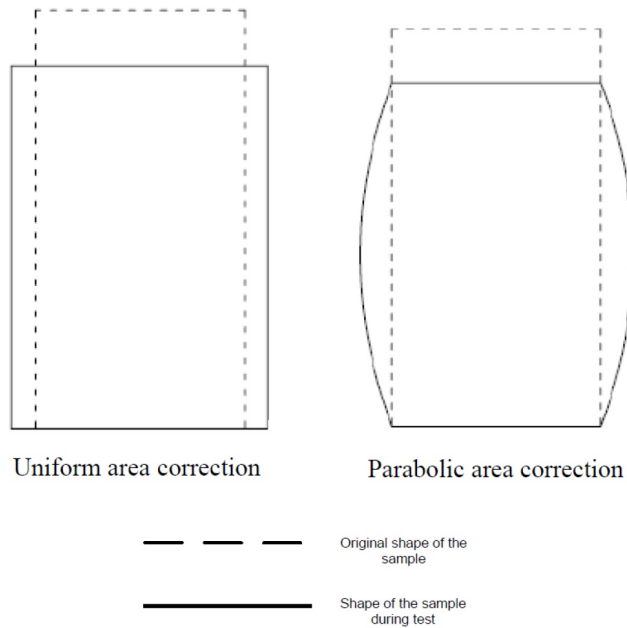 Uniform area correction
Parabolic area correction
Original shape of the
sample
Shape of the sample
during test